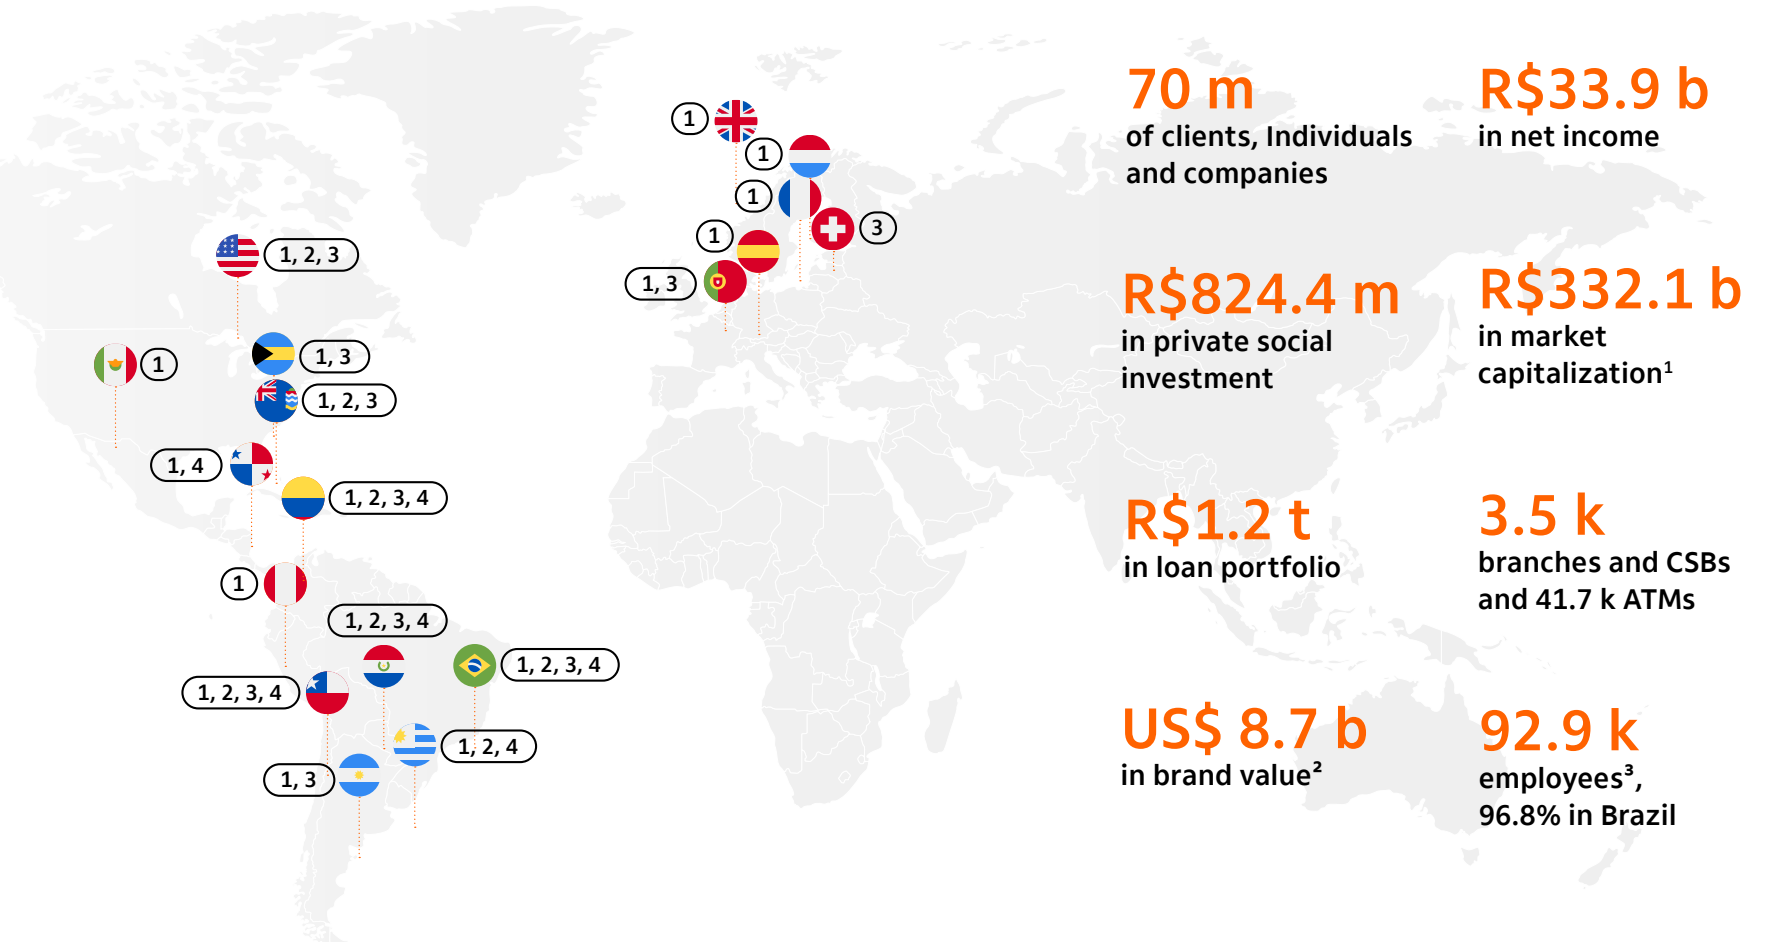 1
1
1
3
1
1, 3
1, 2, 3
1, 3
1
1, 2, 3
1, 4
1, 2, 3, 4
1
1, 2, 3, 4
1, 2, 3, 4
1, 2, 3, 4
1, 2, 4
1, 3
70 m
of clients, Individuals
and companies
R$33.9 b
in net income
R$824.4 m
in private social
investment
R$332.1 b
in market
capitalization¹
R$1.2 t
in loan portfolio
3.5 k
branches and CSBs
and 41.7 k ATMs
US$ 8.7 b
in brand value²
92.9 k
employees³,
96.8% in Brazil